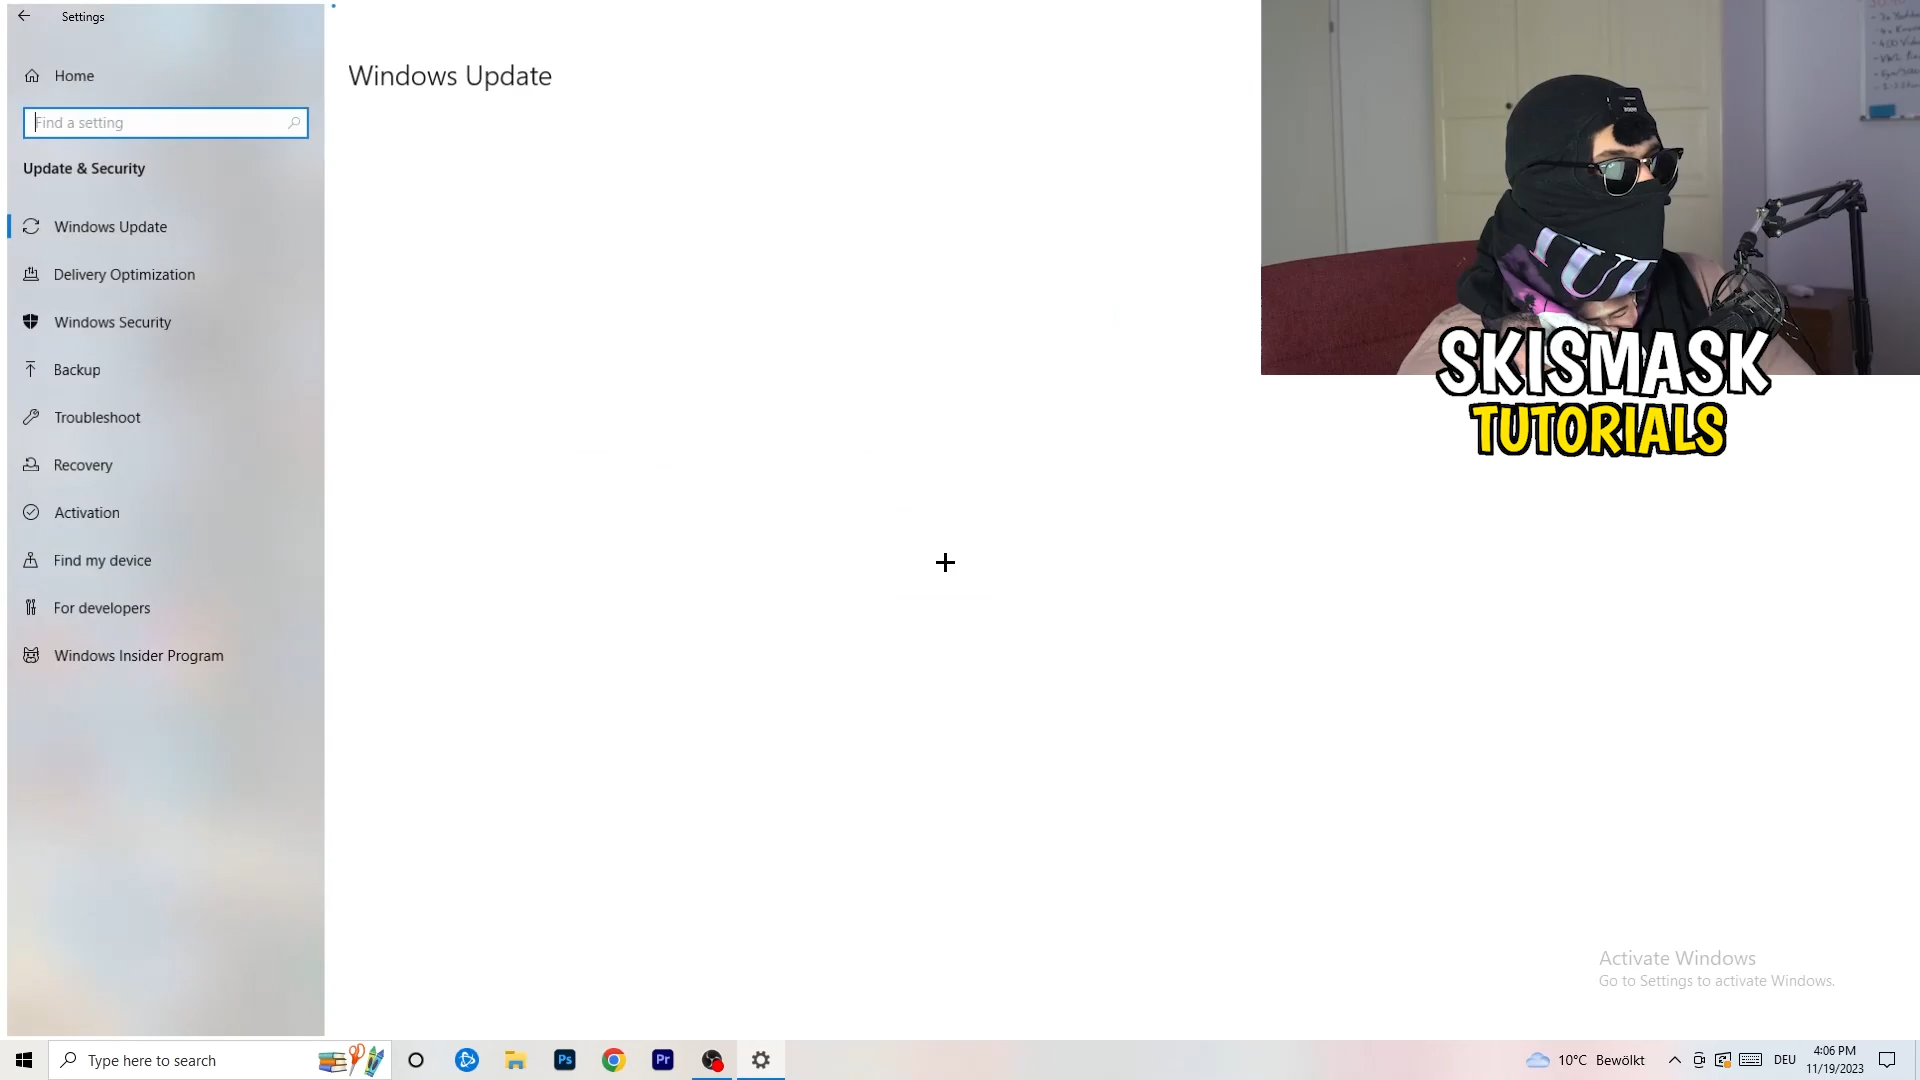 Settings
Home
Find a setting
Update & Security
Windows Update
Delivery Optimization
Windows Security
Backup
Troubleshoot
Recovery
Activation
Find my device
For developers
Windows Insider Program
Windows Update
SKISMASK
TUTORIALS
Activate Windows
Go to Settings to activate Windows.
Type here to search
Ps
Pr
10°C Bewölkt
DEU
4:06 PM
11/19/2023